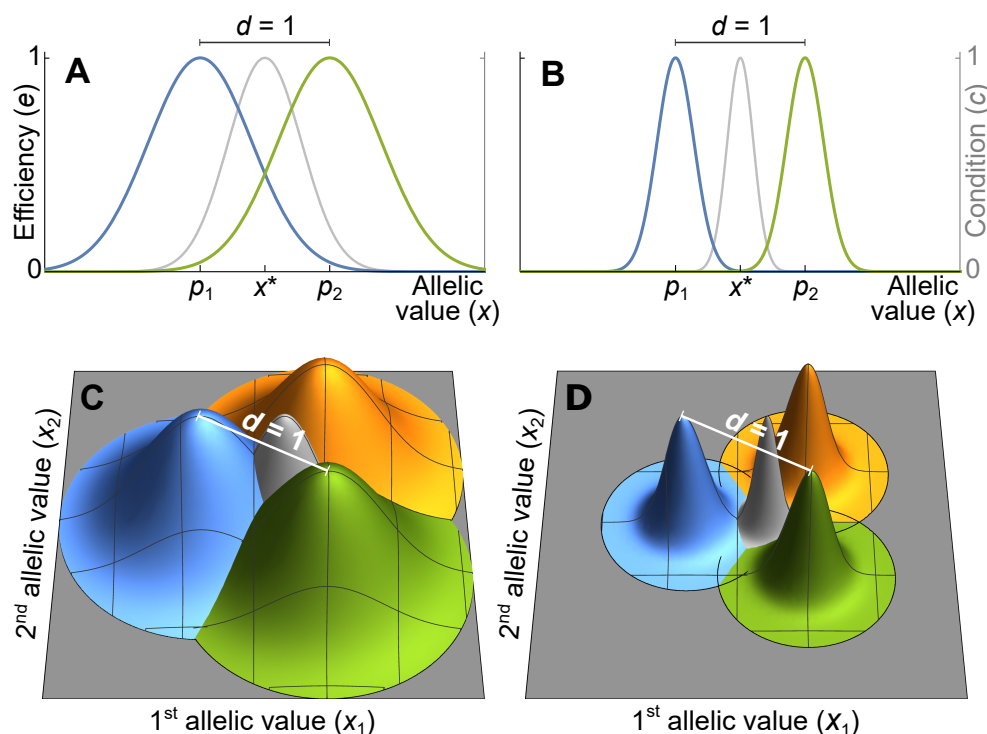 d = 1
d = 1
A
B
1
1
Efficiency (e)
Condition (c)
0
0
p₁
x*
p₂
Allelic
value (x)
p₁
x*
p₂
Allelic
value (x)
C
D
d = 1
d = 1
2ⁿᵈ allelic value (x₂)
2ⁿᵈ allelic value (x₂)
1ˢᵗ allelic value (x₁)
1ˢᵗ allelic value (x₁)